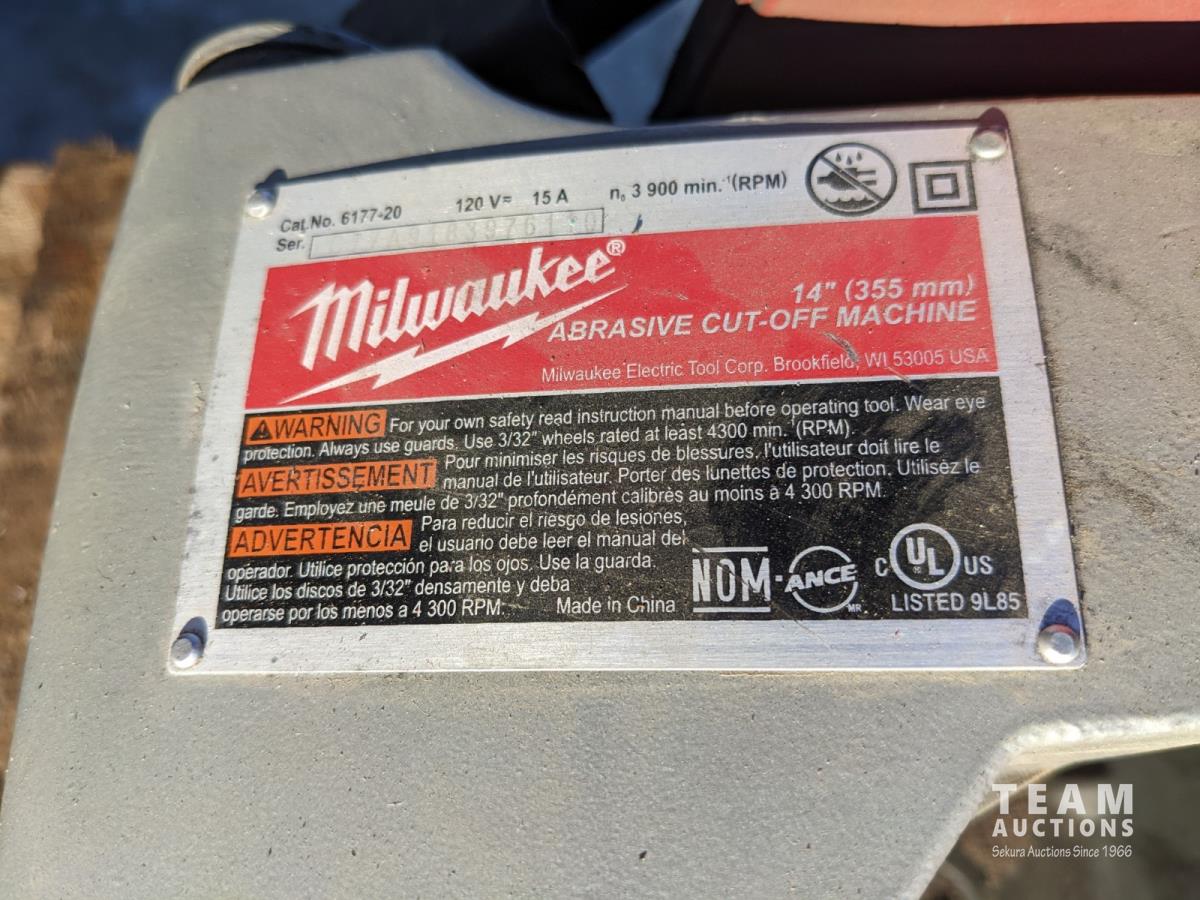 Cat.No. 6177-20 120 V≂ 15 A n₀ 3 900 min.⁻¹(RPM)
Ser.
Milwaukee®
14" (355 mm)
ABRASIVE CUT-OFF MACHINE
Milwaukee Electric Tool Corp. Brookfield, WI 53005 USA
⚠WARNING For your own safety read instruction manual before operating tool. Wear eye
protection. Always use guards. Use 3/32" wheels rated at least 4300 min.⁻¹(RPM).
AVERTISSEMENT Pour minimiser les risques de blessures, l'utilisateur doit lire le
manual de l'utilisateur. Porter des lunettes de protection. Utilisez le
garde. Employez une meule de 3/32" profondément calibrès au moins à 4 300 RPM.
ADVERTENCIA Para reducir el riesgo de lesiones,
el usuario debe leer el manual del
operador. Utilice protección para los ojos. Use la guarda.
Utilice los discos de 3/32" densamente y deba
operarse por los menos a 4 300 RPM.
Made in China
NOM-ANCE MR
C UL® US
LISTED 9L85
TEAM
AUCTIONS
Sekura Auctions Since 1966